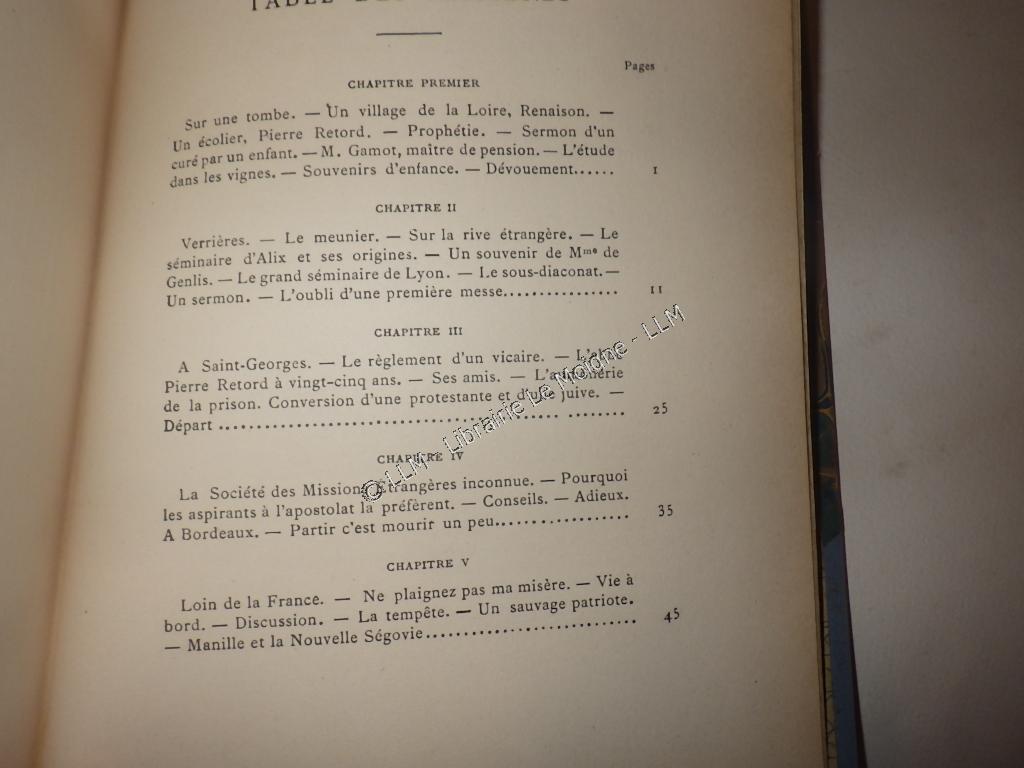 TABLE DES MATIÈRES
Pages
CHAPITRE PREMIER
Sur une tombe. — Un village de la Loire, Renaison. —
Un écolier, Pierre Retord. — Prophétie. — Sermon d'un
curé par un enfant. — M. Gamot, maître de pension. — L'étude
dans les vignes. — Souvenirs d'enfance. — Dévouement...... 1
CHAPITRE II
Verrières. — Le meunier. — Sur la rive étrangère. — Le
séminaire d'Alix et ses origines. — Un souvenir de Mme de
Genlis. — Le grand séminaire de Lyon. — Le sous-diaconat. —
Un sermon. — L'oubli d'une première messe................ 11
CHAPITRE III
A Saint-Georges. — Le règlement d'un vicaire. — L'abbé
Pierre Retord à vingt-cinq ans. — Ses amis. — L'aumônerie
de la prison. Conversion d'une protestante et d'une juive. —
Départ ..................................................... 25
CHAPITRE IV
La Société des Missions Étrangères inconnue. — Pourquoi
les aspirants à l'apostolat la préfèrent. — Conseils. — Adieux.
A Bordeaux. — Partir c'est mourir un peu.................. 35
CHAPITRE V
Loin de la France. — Ne plaignez pas ma misère. — Vie à
bord. — Discussion. — La tempête. — Un sauvage patriote.
— Manille et la Nouvelle Ségovie............................ 45
© LLM - Librairie Le Molone - LLM